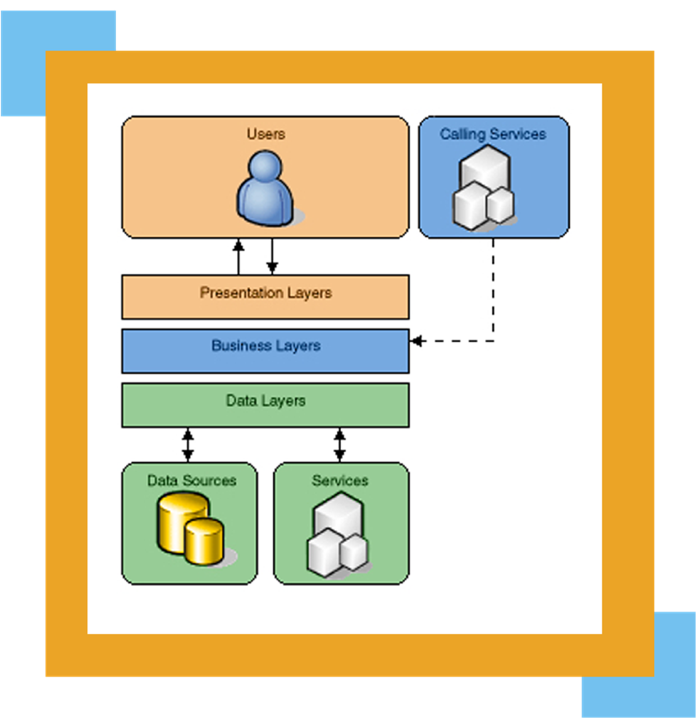 Users
Calling Services
Presentation Layers
Business Layers
Data Layers
Data Sources
Services